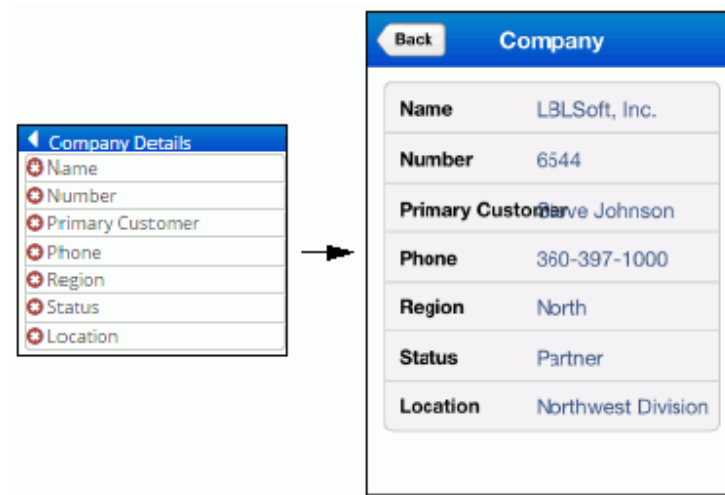 Company Details
Name
Number
Primary Customer
Phone
Region
Status
Location
Back Company
Name LBLSoft, Inc.
Number 6544
Primary Customer Steve Johnson
Phone 360-397-1000
Region North
Status Partner
Location Northwest Division